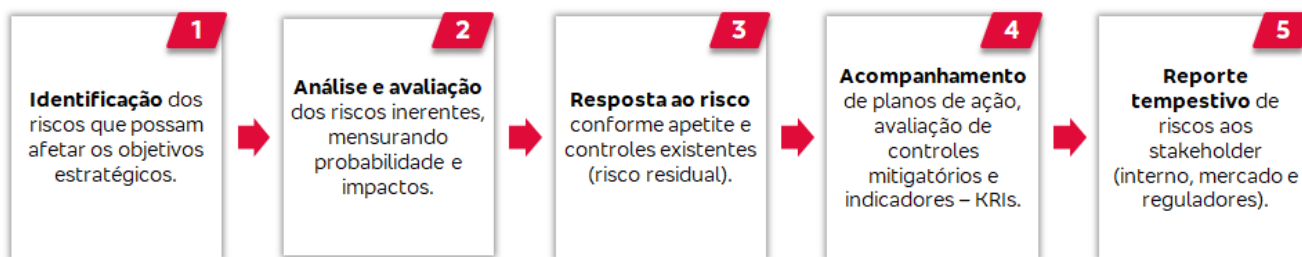 1
Identificação dos
riscos que possam
afetar os objetivos
estratégicos.
2
Análise e avaliação
dos riscos inerentes,
mensurando
probabilidade e
impactos.
3
Resposta ao risco
conforme apetite e
controles existentes
(risco residual).
4
Acompanhamento
de planos de ação,
avaliação de
controles
mitigatórios e
indicadores – KRIs.
5
Reporte
tempestivo de
riscos aos
stakeholder
(interno, mercado e
reguladores).